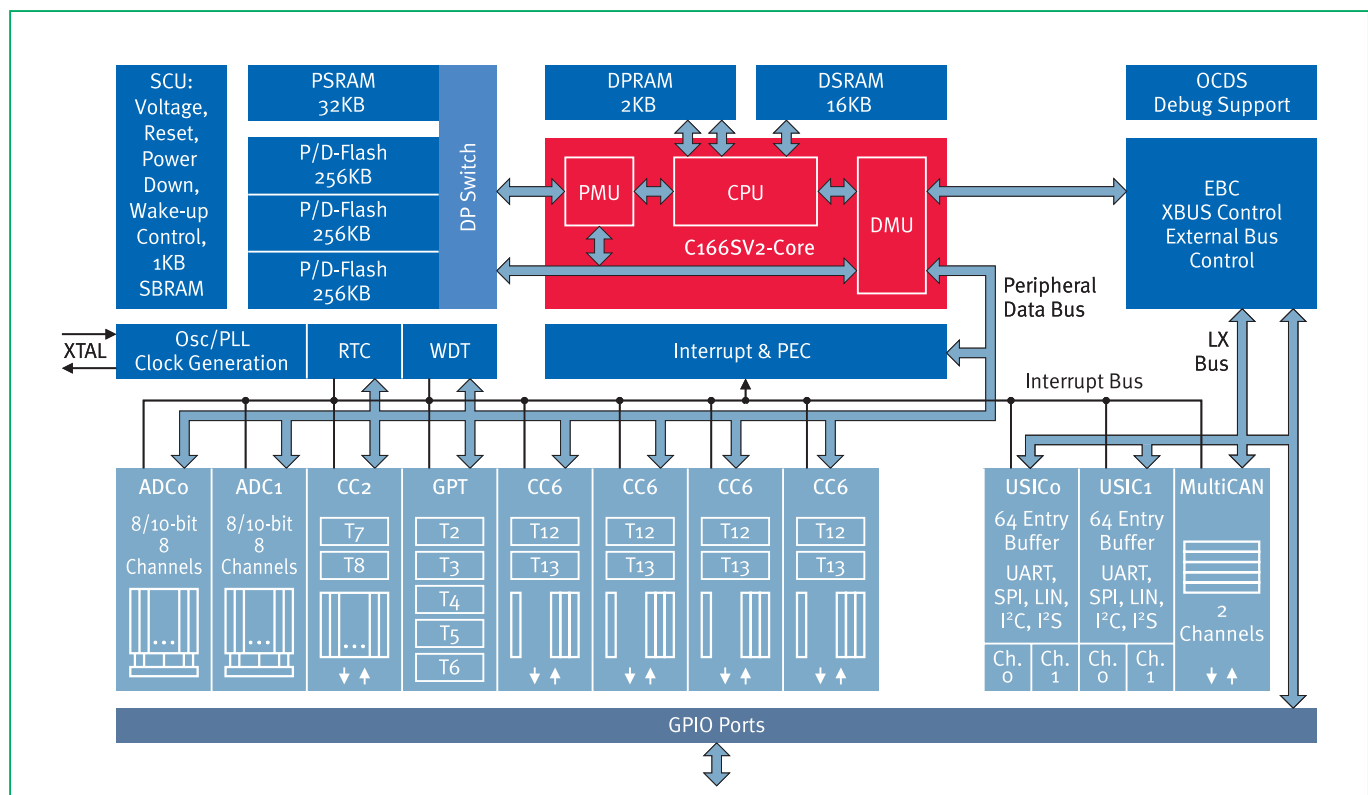 SCU:
Voltage,
Reset,
Power
Down,
Wake-up
Control,
1KB
SBRAM
PSRAM
32KB
P/D-Flash
256KB
P/D-Flash
256KB
P/D-Flash
256KB
DP Switch
DPRAM
2KB
DSRAM
16KB
PMU
CPU
DMU
C166SV2-Core
OCDS
Debug Support
EBC
XBUS Control
External Bus
Control
Peripheral
Data Bus
XTAL
Osc/PLL
Clock Generation
RTC
WDT
Interrupt & PEC
LX
Bus
Interrupt Bus
ADC0
8/10-bit
8
Channels
ADC1
8/10-bit
8
Channels
CC2
T7
T8
GPT
T2
T3
T4
T5
T6
CC6
T12
T13
CC6
T12
T13
CC6
T12
T13
CC6
T12
T13
USIC0
64 Entry
Buffer
UART,
SPI, LIN,
I²C, I²S
Ch.
0
Ch.
1
USIC1
64 Entry
Buffer
UART,
SPI, LIN,
I²C, I²S
Ch.
0
Ch.
1
MultiCAN
2
Channels
GPIO Ports